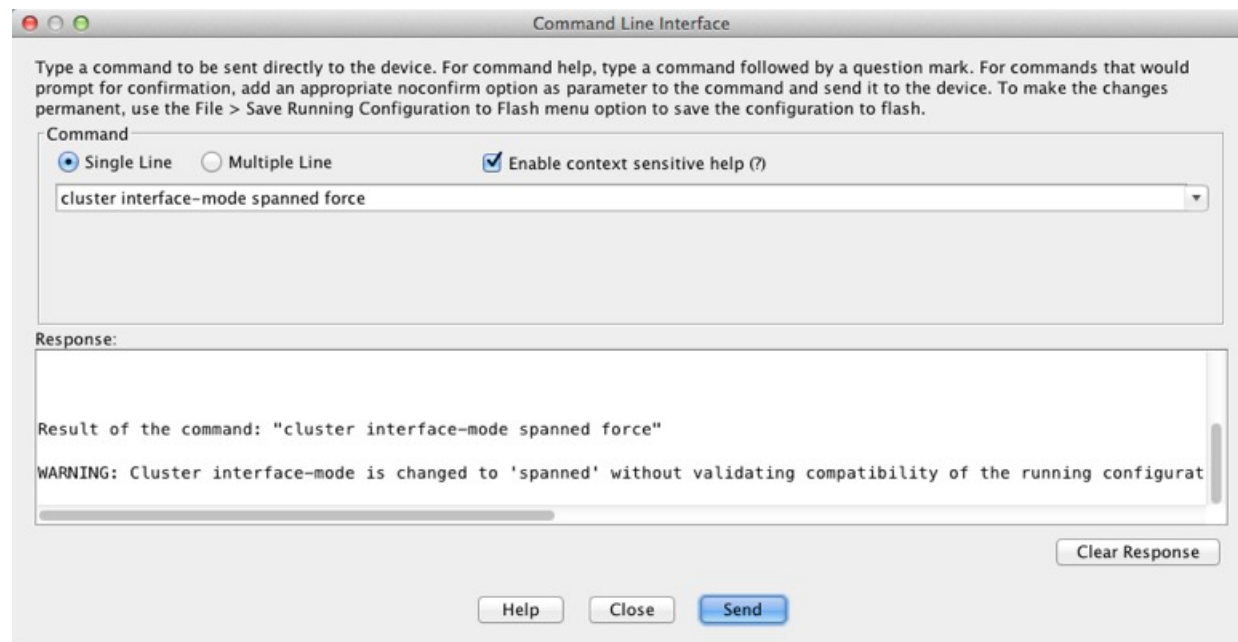 Command Line Interface
Type a command to be sent directly to the device. For command help, type a command followed by a question mark. For commands that would
prompt for confirmation, add an appropriate noconfirm option as parameter to the command and send it to the device. To make the changes
permanent, use the File > Save Running Configuration to Flash menu option to save the configuration to flash.
Command
Single Line Multiple Line Enable context sensitive help (?)
cluster interface-mode spanned force
Response:
Result of the command: "cluster interface-mode spanned force"
WARNING: Cluster interface-mode is changed to 'spanned' without validating compatibility of the running configurat
Clear Response
Help Close Send